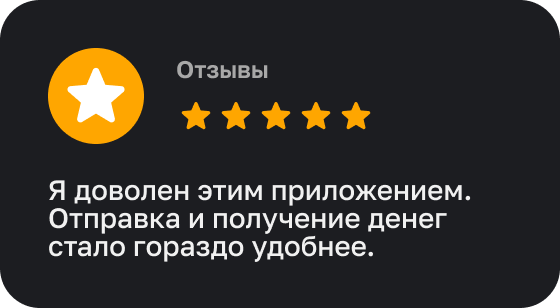 Отзывы
Я доволен этим приложением.
Отправка и получение денег
стало гораздо удобнее.